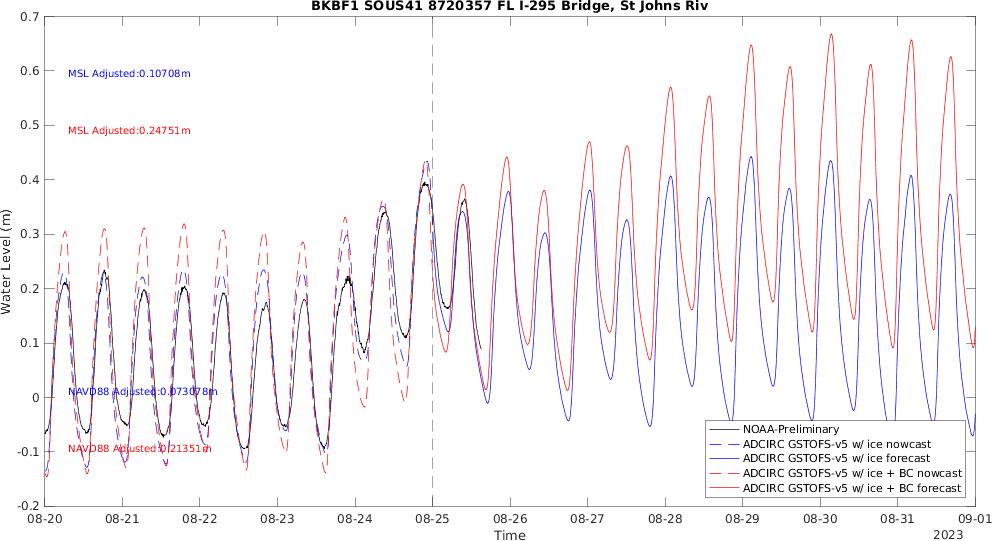 BKBF1 SOUS41 8720357 FL I-295 Bridge, St Johns Riv
0.7
0.6
0.5
0.4
0.3
0.2
0.1
0
-0.1
-0.2
Water Level (m)
MSL Adjusted:0.10708m
MSL Adjusted:0.24751m
NAVD88 Adjusted:0.073078m
NAVD88 Adjusted:0.21351m
NOAA-Preliminary
ADCIRC GSTOFS-v5 w/ ice nowcast
ADCIRC GSTOFS-v5 w/ ice forecast
ADCIRC GSTOFS-v5 w/ ice + BC nowcast
ADCIRC GSTOFS-v5 w/ ice + BC forecast
08-20 08-21 08-22 08-23 08-24 08-25 08-26 08-27 08-28 08-29 08-30 08-31 09-01
Time
2023